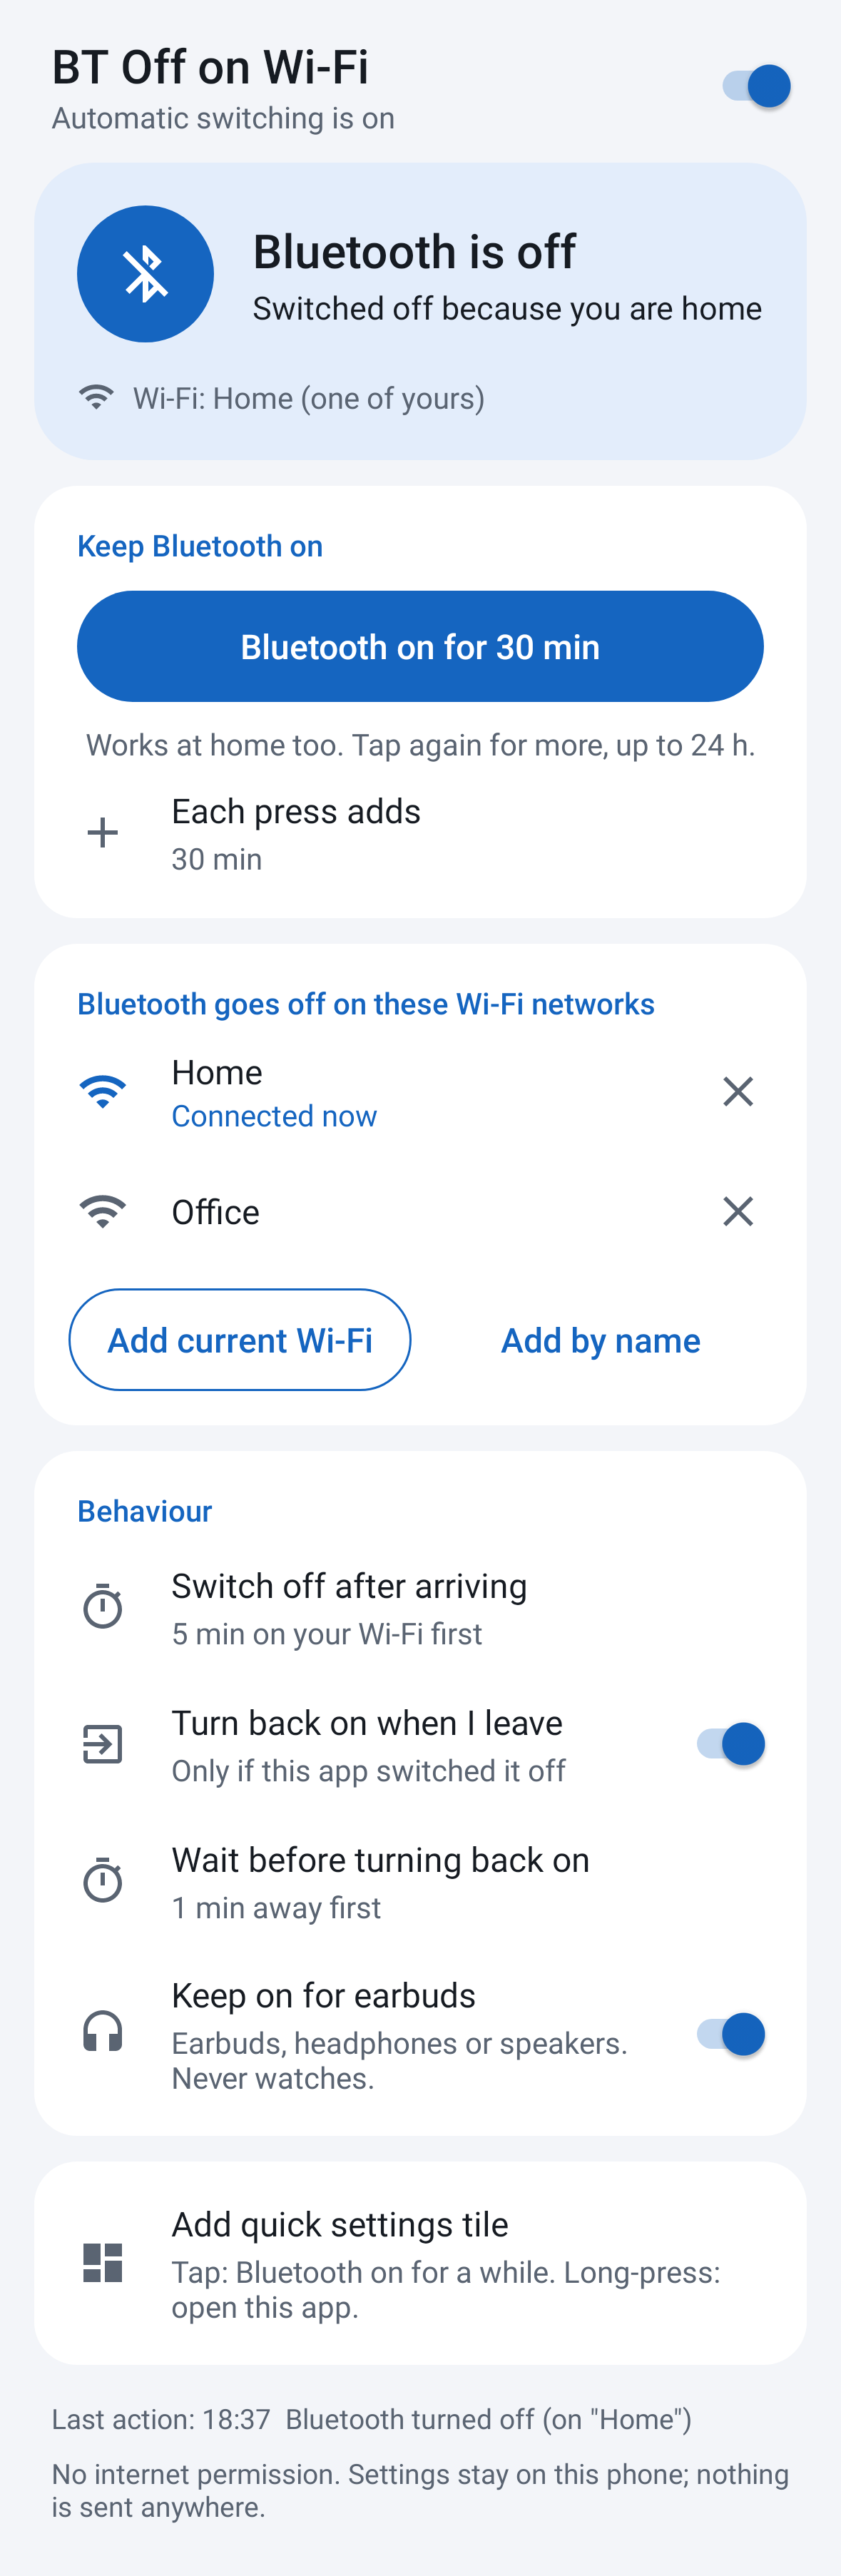 BT Off on Wi-Fi
Automatic switching is on
Bluetooth is off
Switched off because you are home
Wi-Fi: Home (one of yours)
Keep Bluetooth on
Bluetooth on for 30 min
Works at home too. Tap again for more, up to 24 h.
Each press adds
30 min
Bluetooth goes off on these Wi-Fi networks
Home
Connected now
Office
Add current Wi-Fi
Add by name
Behaviour
Switch off after arriving
5 min on your Wi-Fi first
Turn back on when I leave
Only if this app switched it off
Wait before turning back on
1 min away first
Keep on for earbuds
Earbuds, headphones or speakers.
Never watches.
Add quick settings tile
Tap: Bluetooth on for a while. Long-press:
open this app.
Last action: 18:37  Bluetooth turned off (on "Home")
No internet permission. Settings stay on this phone; nothing
is sent anywhere.